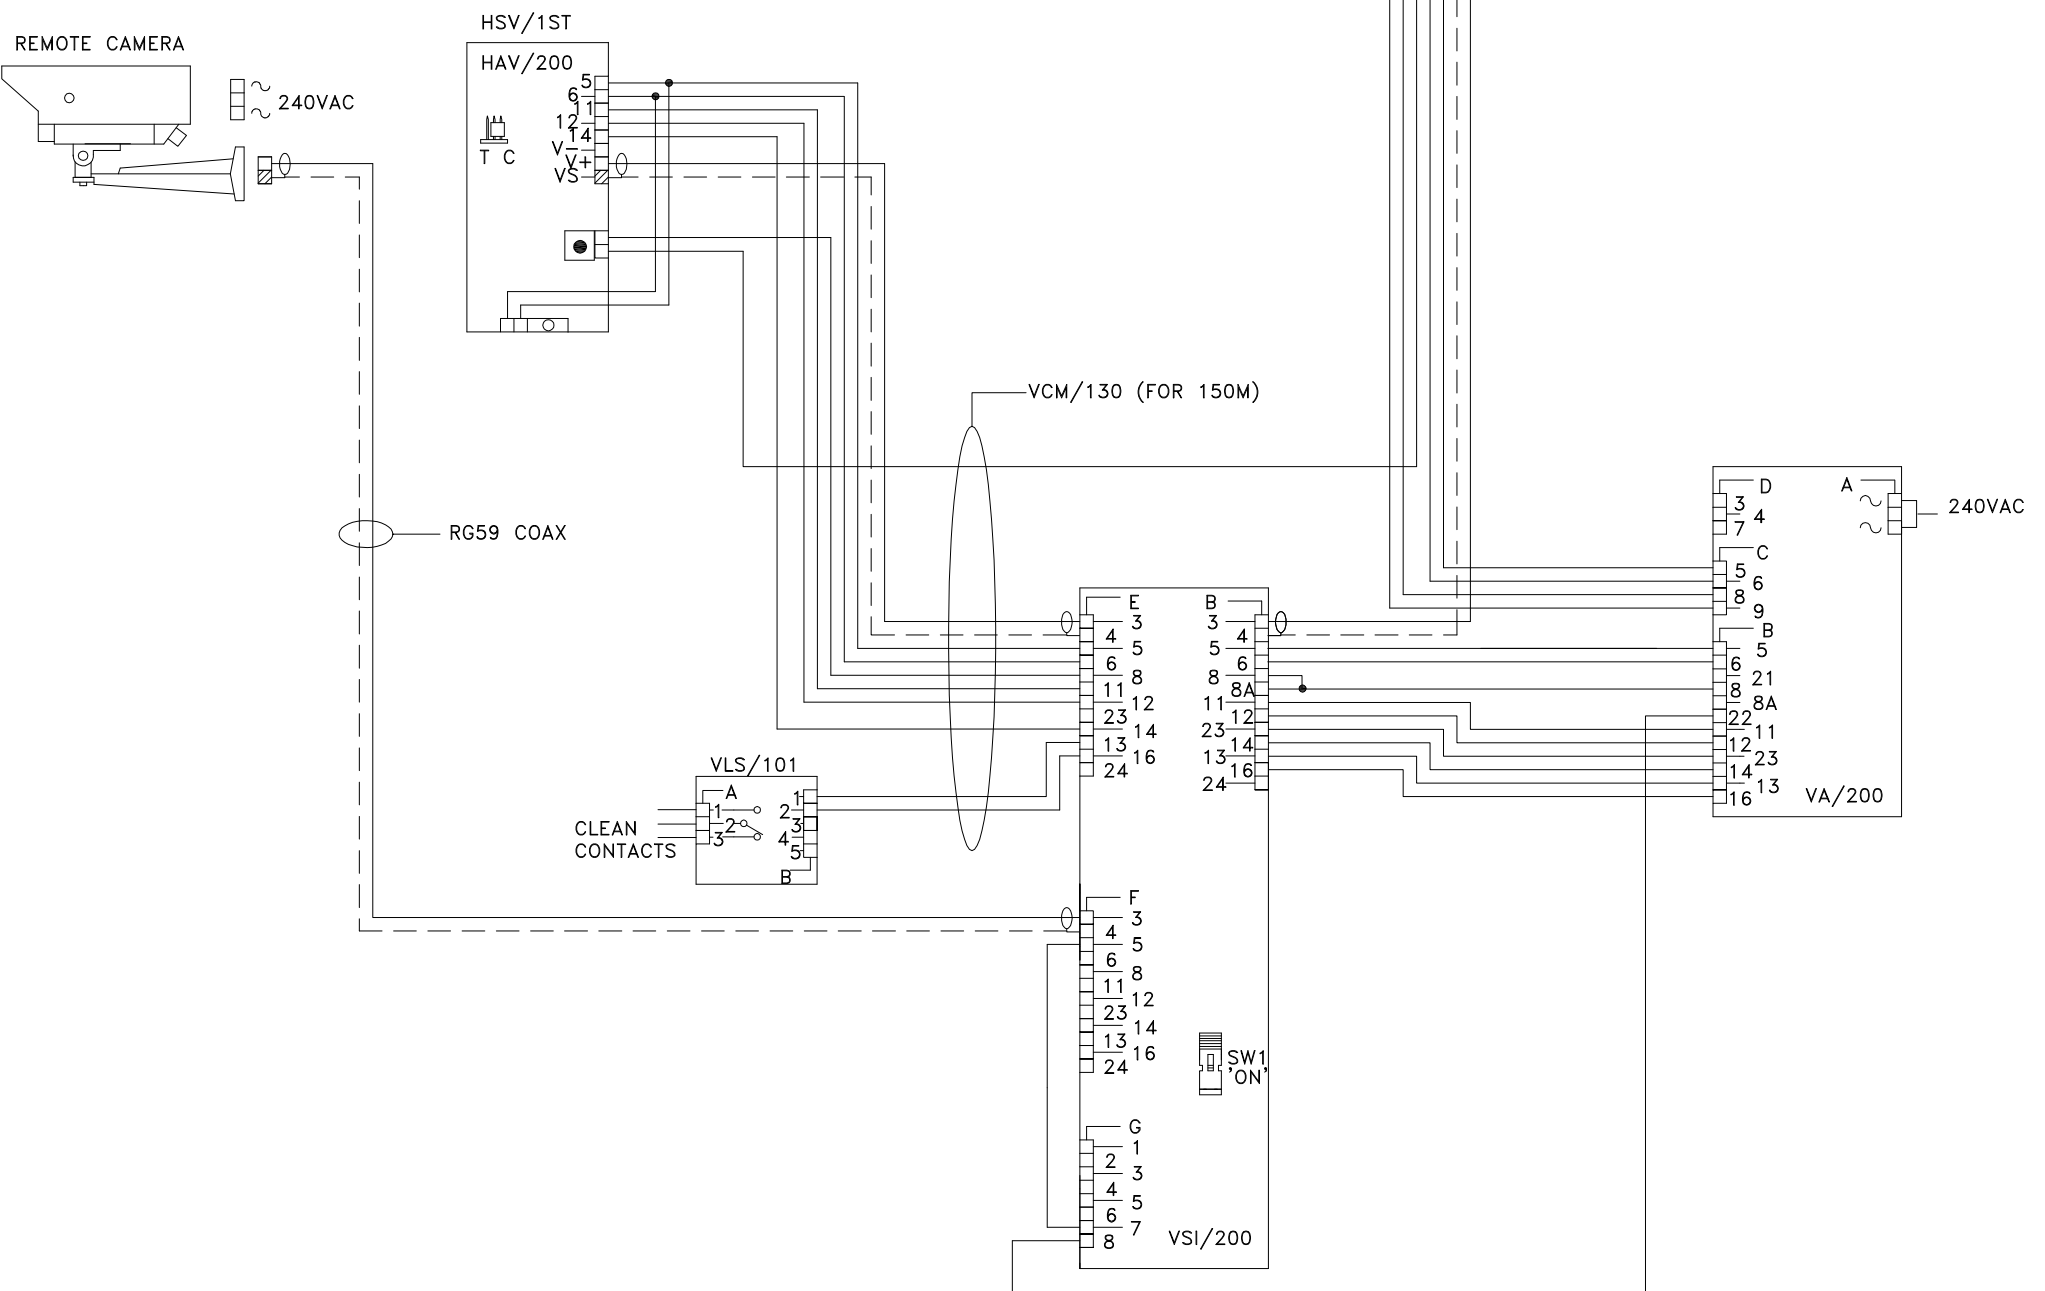 HSV/1ST
REMOTE CAMERA
HAV/200
240VAC
5
6
11
12
14
V-
V+
VS
T C
VCM/130 (FOR 150M)
RG59 COAX
D
3
4
7
A
240VAC
C
5
6
8
9
B
5
6
21
8
8A
22
11
12
23
14
13
16
VA/200
E
3
4
5
6
8
11
12
23
14
13
16
24
B
3
4
5
6
8
8A
11
12
23
14
13
16
24
VLS/101
A
1
2
3
1
2
3
4
5
B
CLEAN
CONTACTS
F
3
4
5
6
8
11
12
23
14
13
16
24
SW1
'ON'
G
1
2
3
4
5
6
7
8
VSI/200